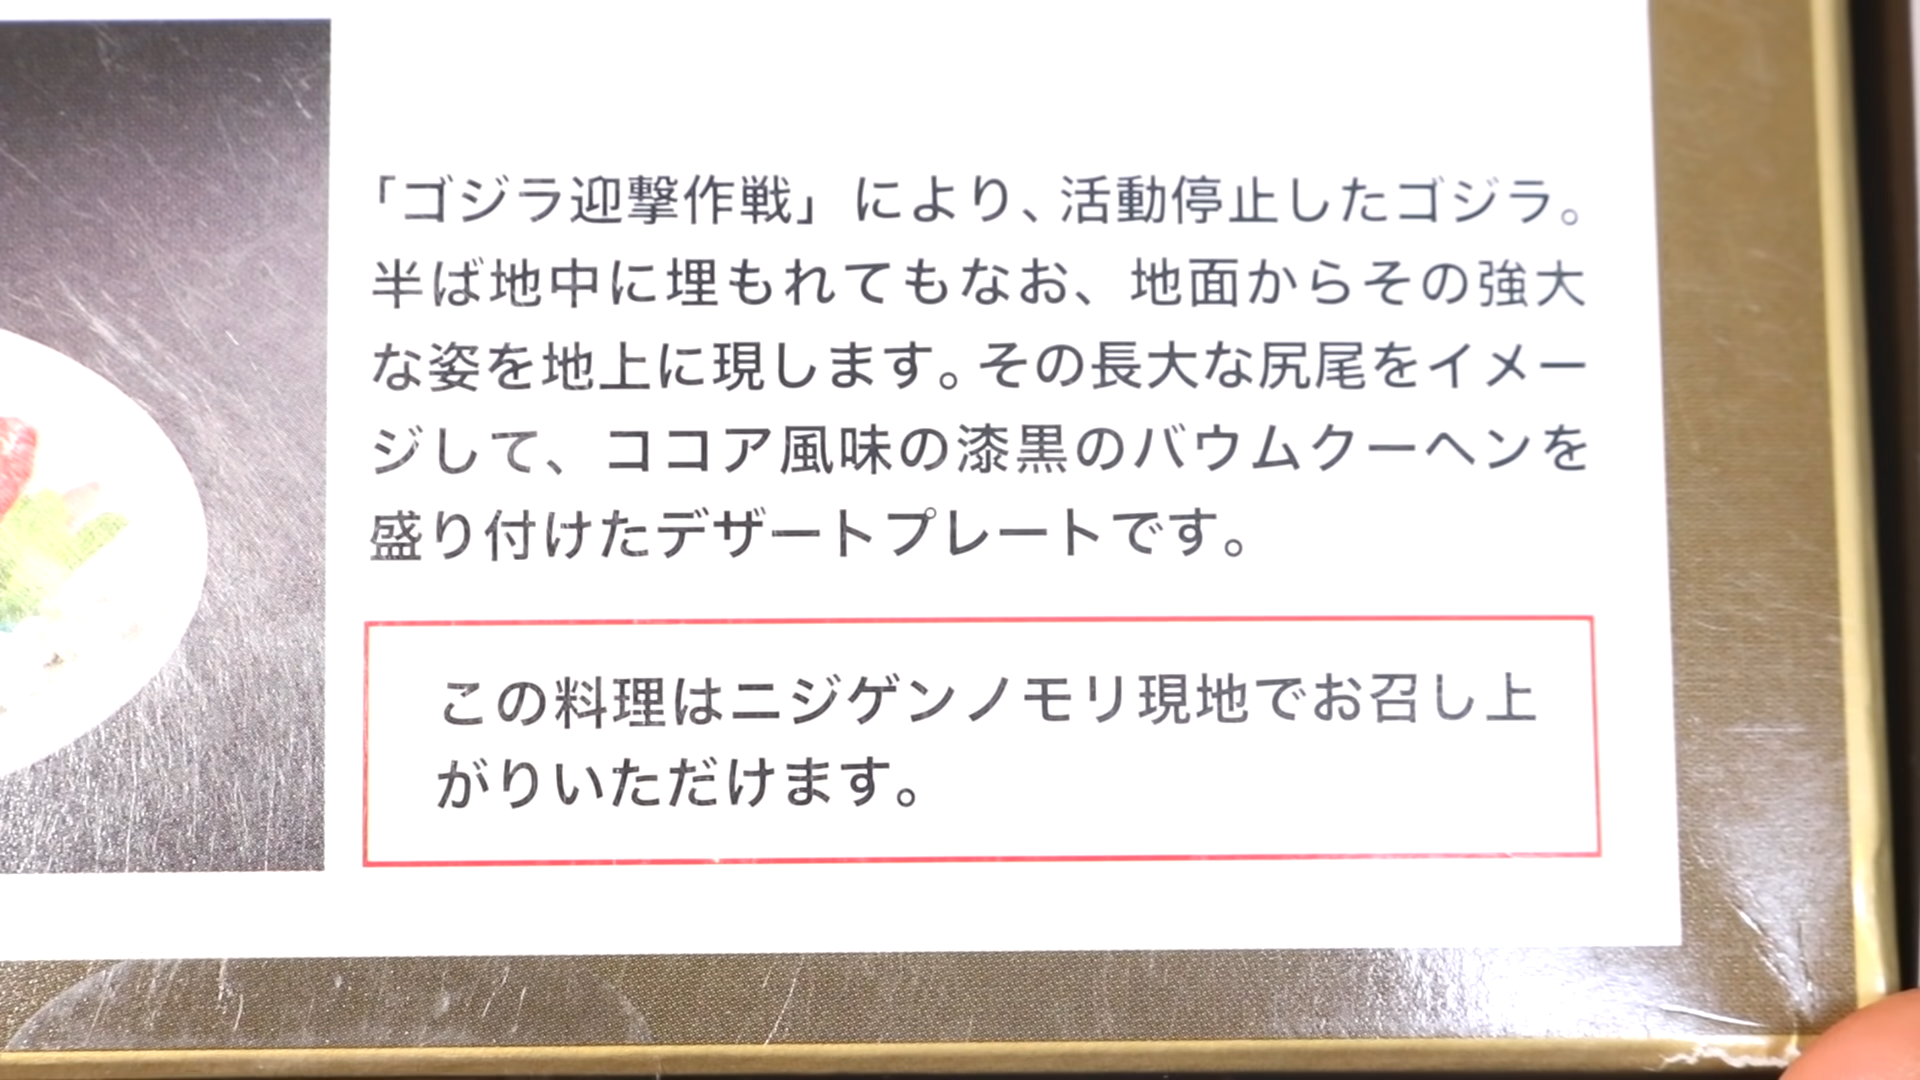 「ゴジラ迎撃作戦」により、活動停止したゴジラ。
半ば地中に埋もれてもなお、地面からその強大
な姿を地上に現します。その長大な尻尾をイメー
ジして、ココア風味の漆黒のバウムクーヘンを
盛り付けたデザートプレートです。
この料理はニジゲンノモリ現地でお召し上
がりいただけます。